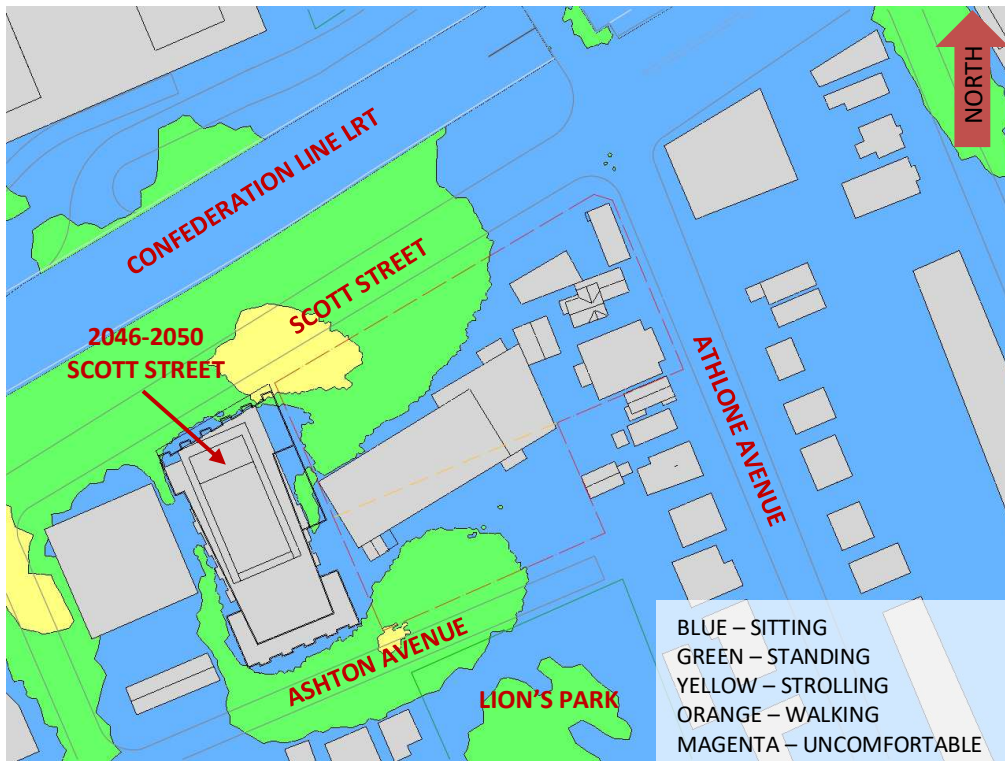 NORTH
CONFEDERATION LINE LRT
SCOTT STREET
2046-2050
SCOTT STREET
ATHLONE AVENUE
ASHTON AVENUE
LION'S PARK
BLUE – SITTING
GREEN – STANDING
YELLOW – STROLLING
ORANGE – WALKING
MAGENTA – UNCOMFORTABLE